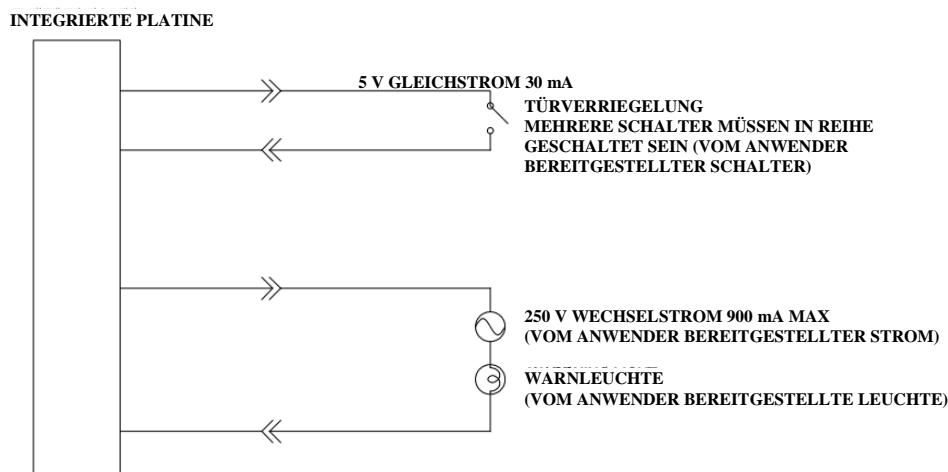 INTEGRIERTE PLATINE
5 V GLEICHSTROM 30 mA
TÜRVERRIEGELUNG
MEHRERE SCHALTER MÜSSEN IN REIHE
GESCHALTET SEIN (VOM ANWENDER
BEREITGESTELLTER SCHALTER)
250 V WECHSELSTROM 900 mA MAX
(VOM ANWENDER BEREITGESTELLTER STROM)
WARNLEUCHTE
(VOM ANWENDER BEREITGESTELLTE LEUCHTE)